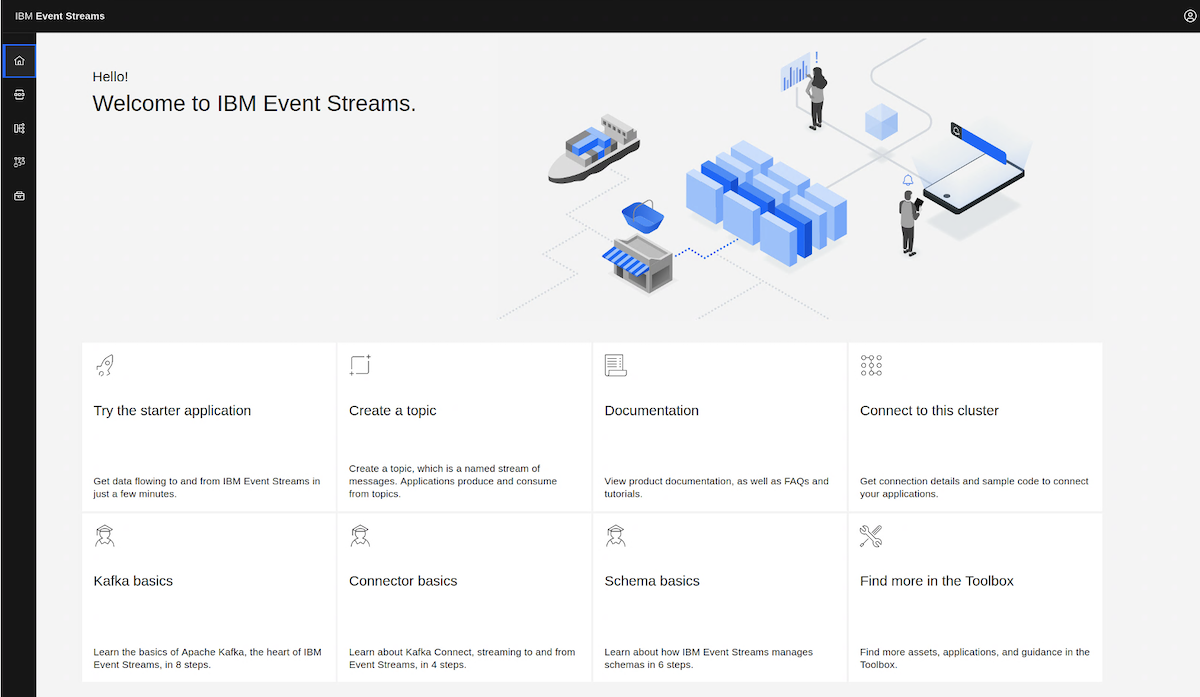 IBM Event Streams
Hello!
Welcome to IBM Event Streams.
Try the starter application
Get data flowing to and from IBM Event Streams in
just a few minutes.
Create a topic
Create a topic, which is a named stream of
messages. Applications produce and consume
from topics.
Documentation
View product documentation, as well as FAQs and
tutorials.
Connect to this cluster
Get connection details and sample code to connect
your applications.
Kafka basics
Learn the basics of Apache Kafka, the heart of IBM
Event Streams, in 8 steps.
Connector basics
Learn about Kafka Connect, streaming to and from
Event Streams, in 4 steps.
Schema basics
Learn about how IBM Event Streams manages
schemas in 6 steps.
Find more in the Toolbox
Find more assets, applications, and guidance in the
Toolbox.